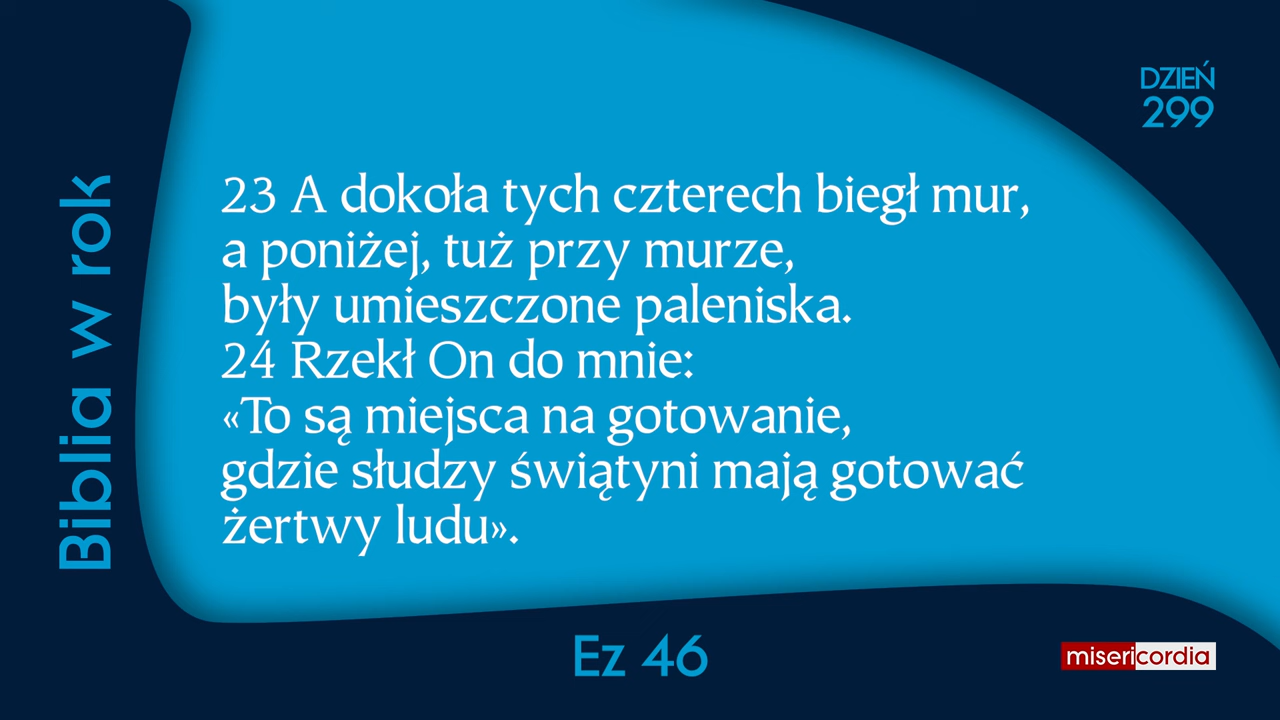 DZIEŃ
299
Biblia w rok
23 A dokoła tych czterech biegł mur,
a poniżej, tuż przy murze,
były umieszczone paleniska.
24 Rzekł On do mnie:
«To są miejsca na gotowanie,
gdzie słudzy świątyni mają gotować
żertwy ludu».
Ez 46
misericordia